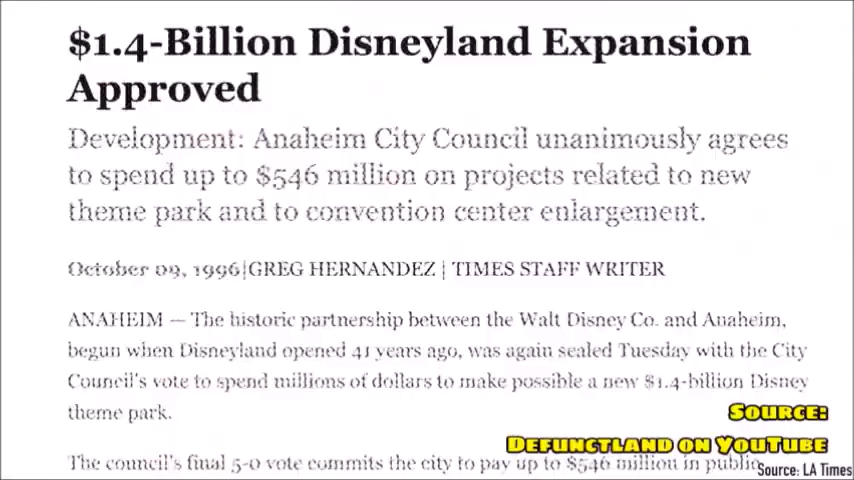 $1.4-Billion Disneyland Expansion
Approved
Development: Anaheim City Council unanimously agrees
to spend up to $546 million on projects related to new
theme park and to convention center enlargement.
October 09, 1996|GREG HERNANDEZ | TIMES STAFF WRITER
ANAHEIM — The historic partnership between the Walt Disney Co. and Anaheim,
begun when Disneyland opened 41 years ago, was again sealed Tuesday with the City
Council's vote to spend millions of dollars to make possible a new $1.4-billion Disney
theme park.
Source:
Defunctland on YouTube
The council's final 5-0 vote commits the city to pay up to $546 million in public
Source: LA Times